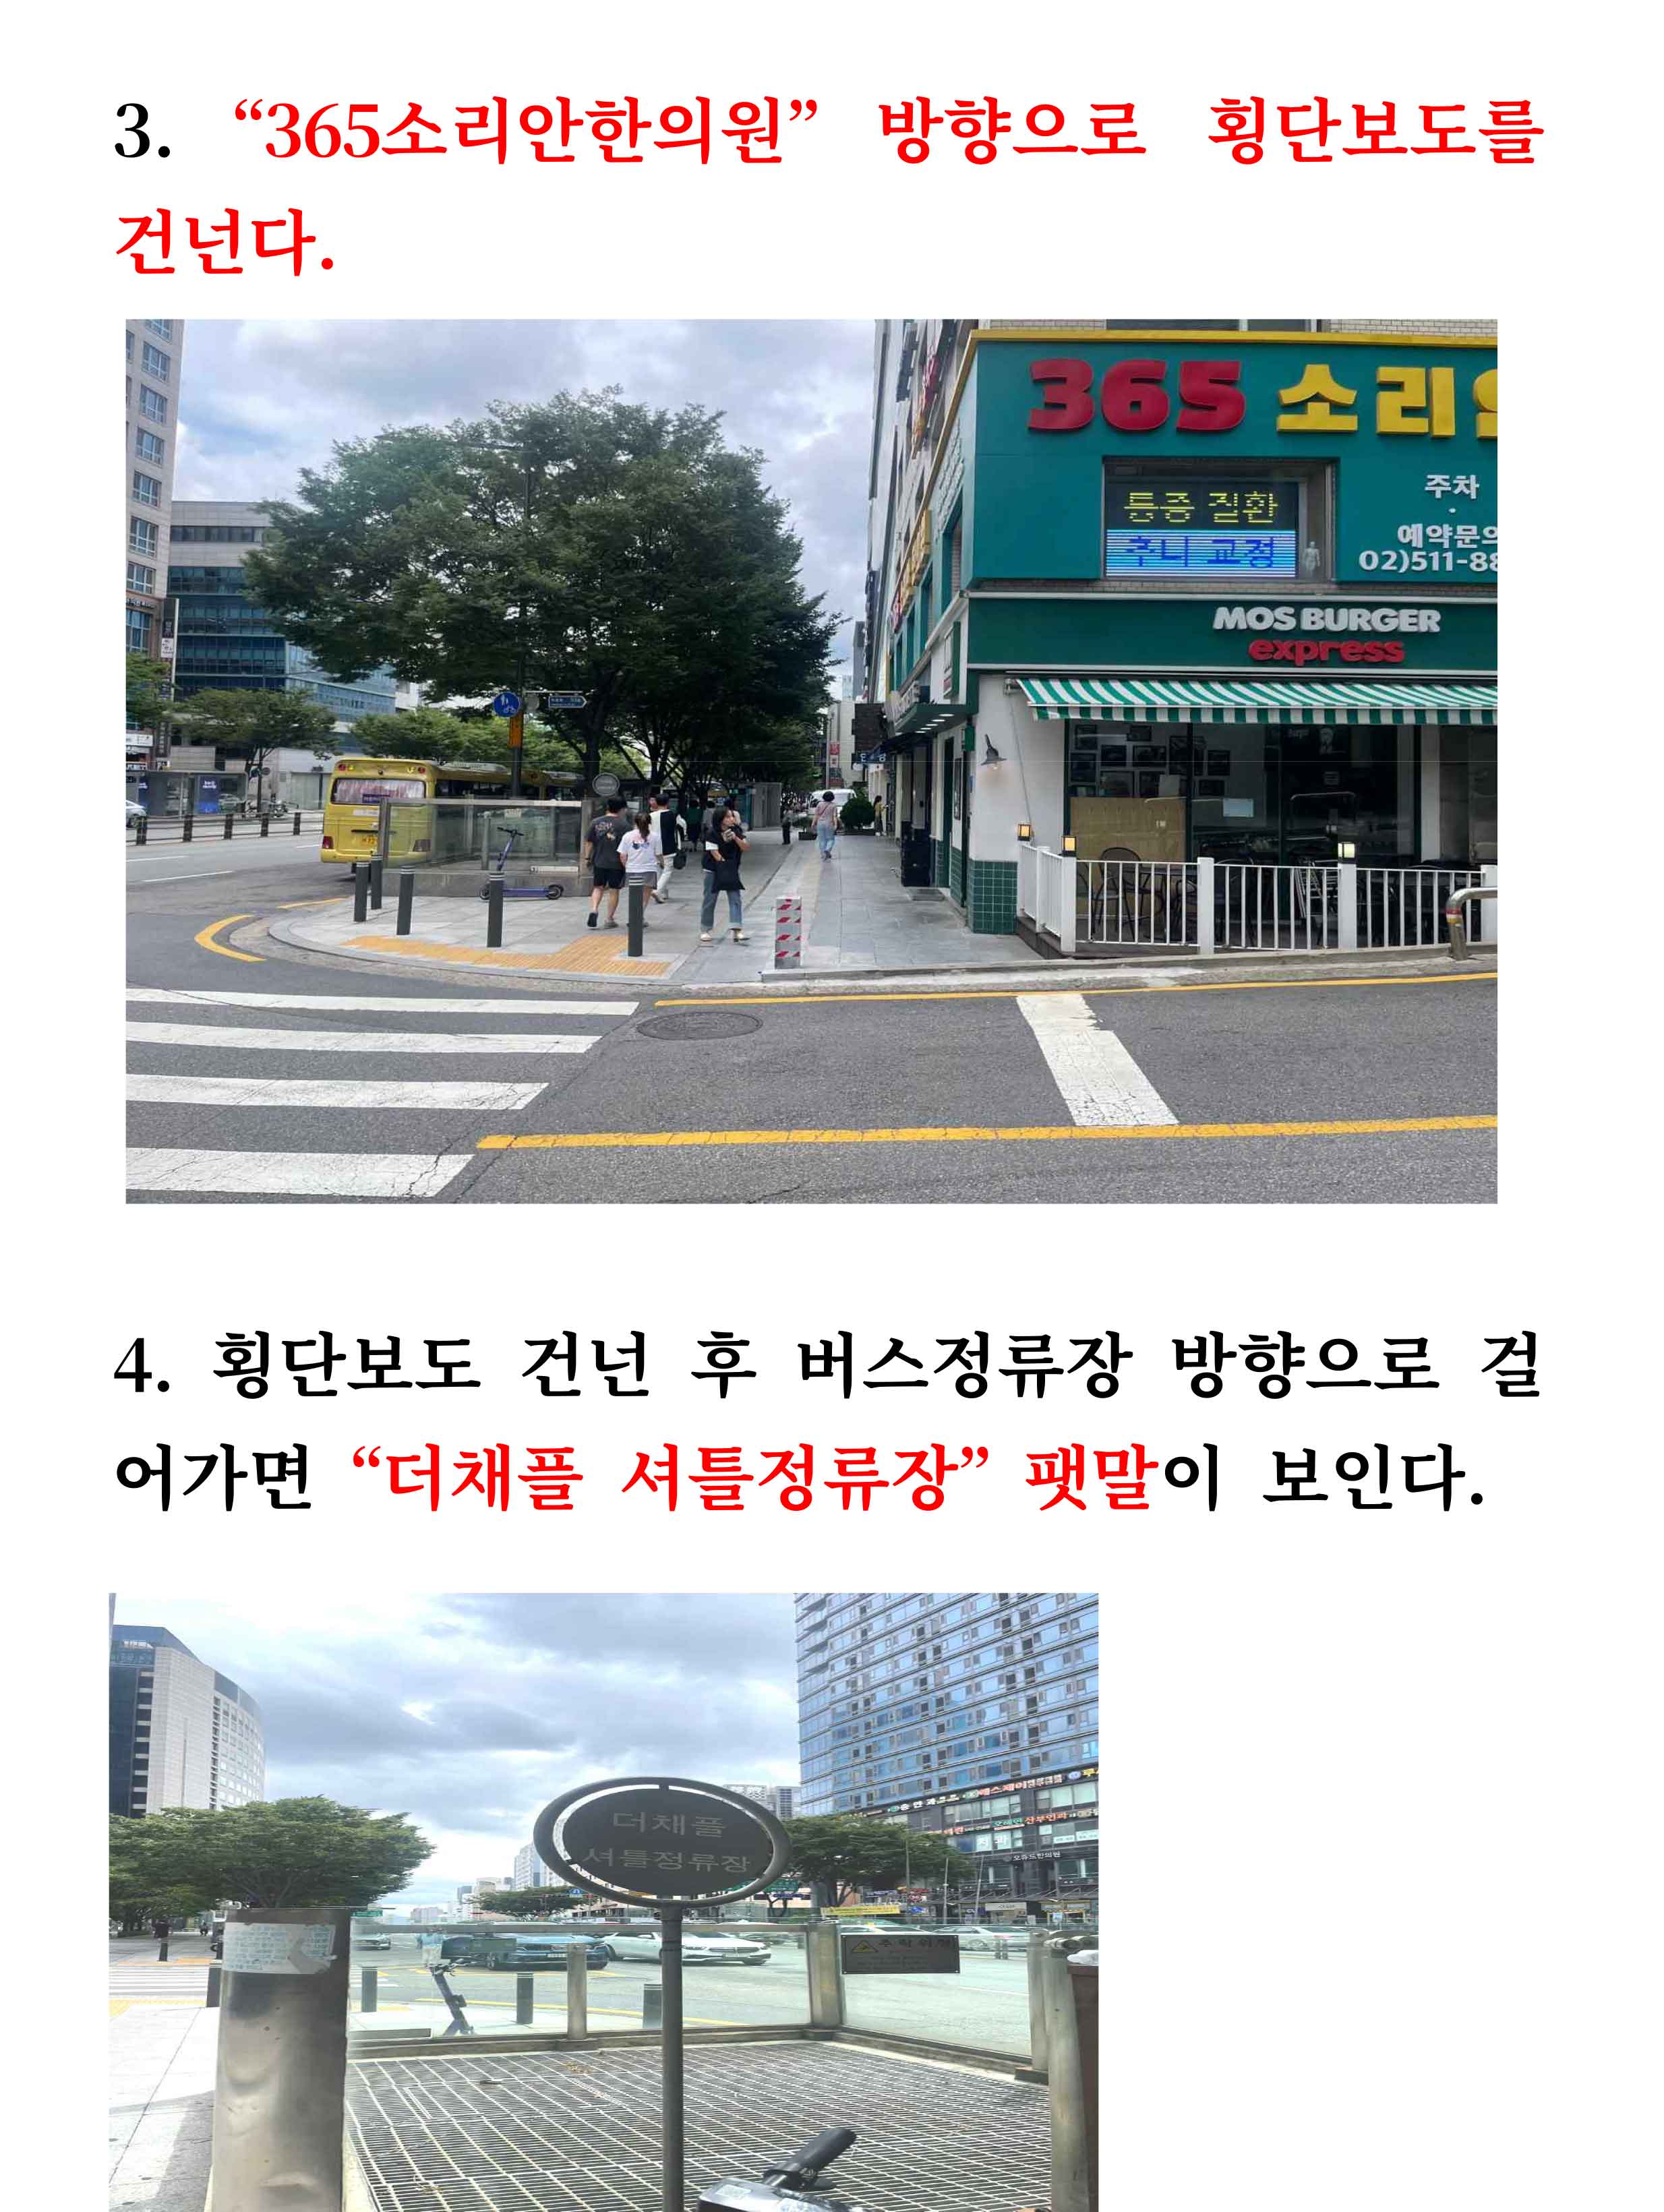 3. “365소리안한의원” 방향으로 횡단보도를
건넌다.
365 소리
통증 질환
추나 교정
주차
·
예약문의
02)511-88
MOS BURGER
express
4. 횡단보도 건넌 후 버스정류장 방향으로 걸
어가면 “더채플 셔틀정류장” 팻말이 보인다.
더채플
셔틀정류장
추락위험